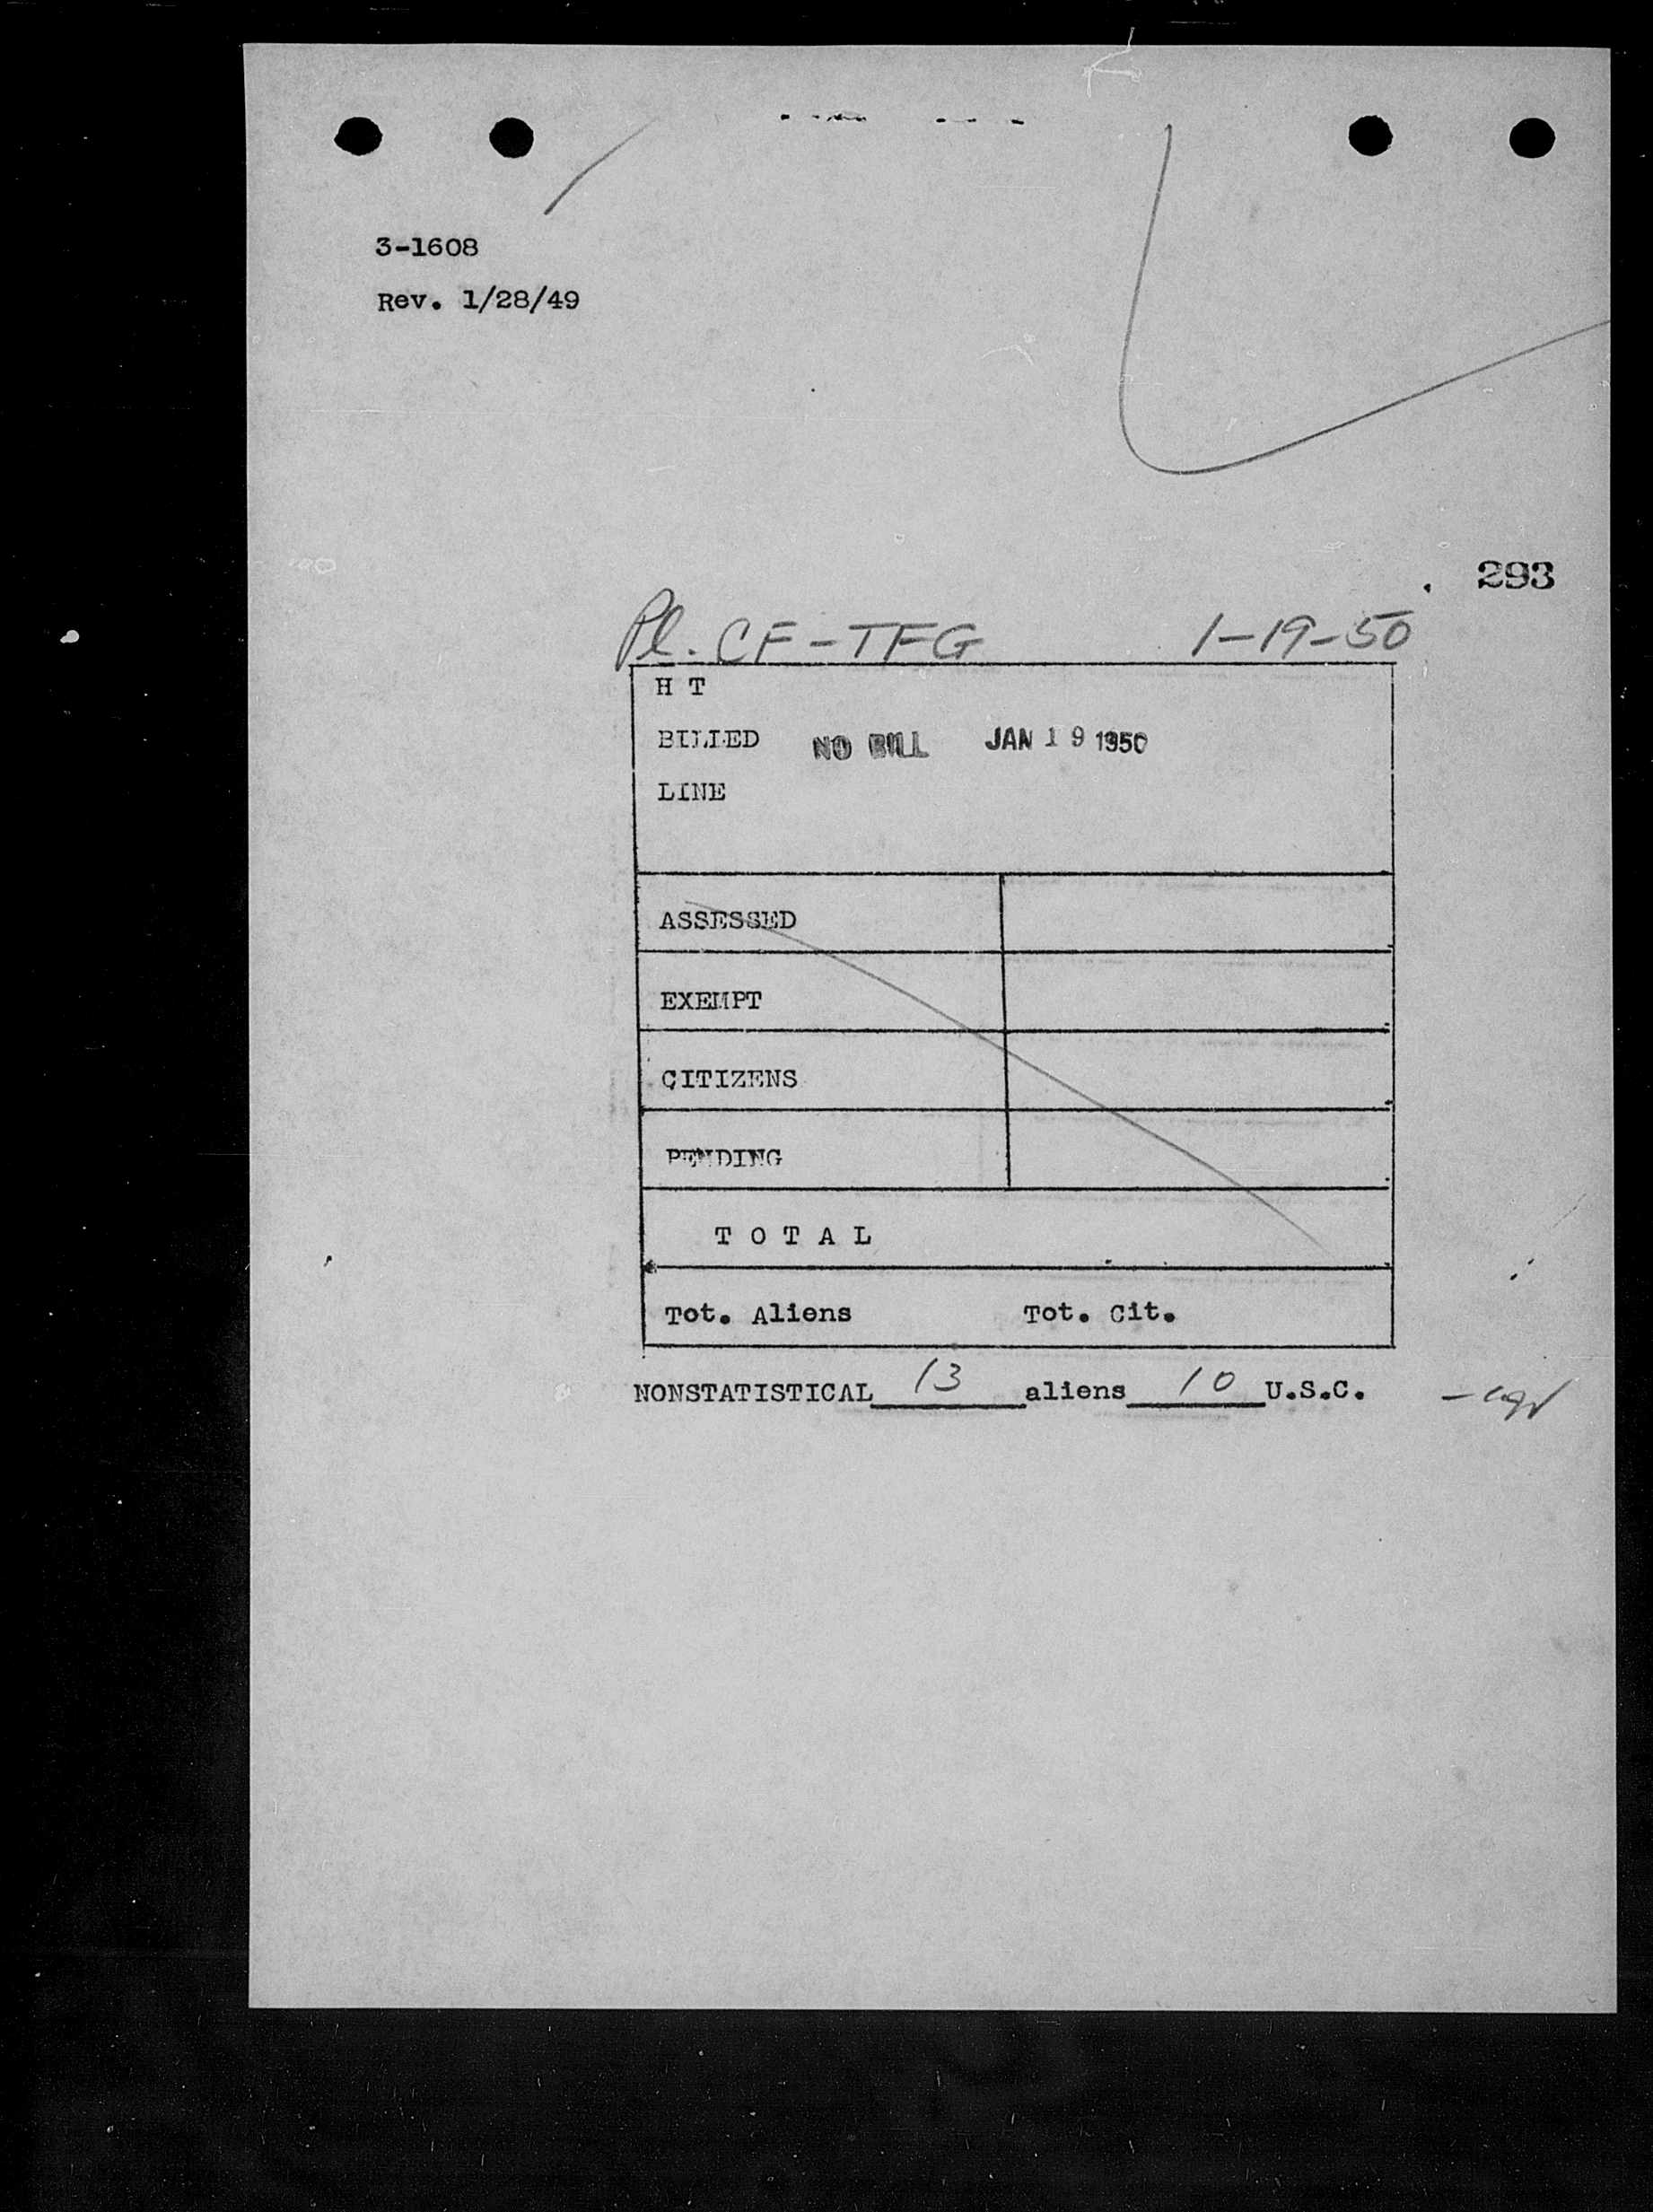 3-1608
Rev. 1/28/49
293
Pl. CF-TFG 1-19-50
H T
BILLED NO BILL JAN 19 1950
LINE
ASSESSED
EXEMPT
CITIZENS
PENDING
T O T A L
Tot. Aliens Tot. Cit.
NONSTATISTICAL 13 aliens 10 U.S.C.